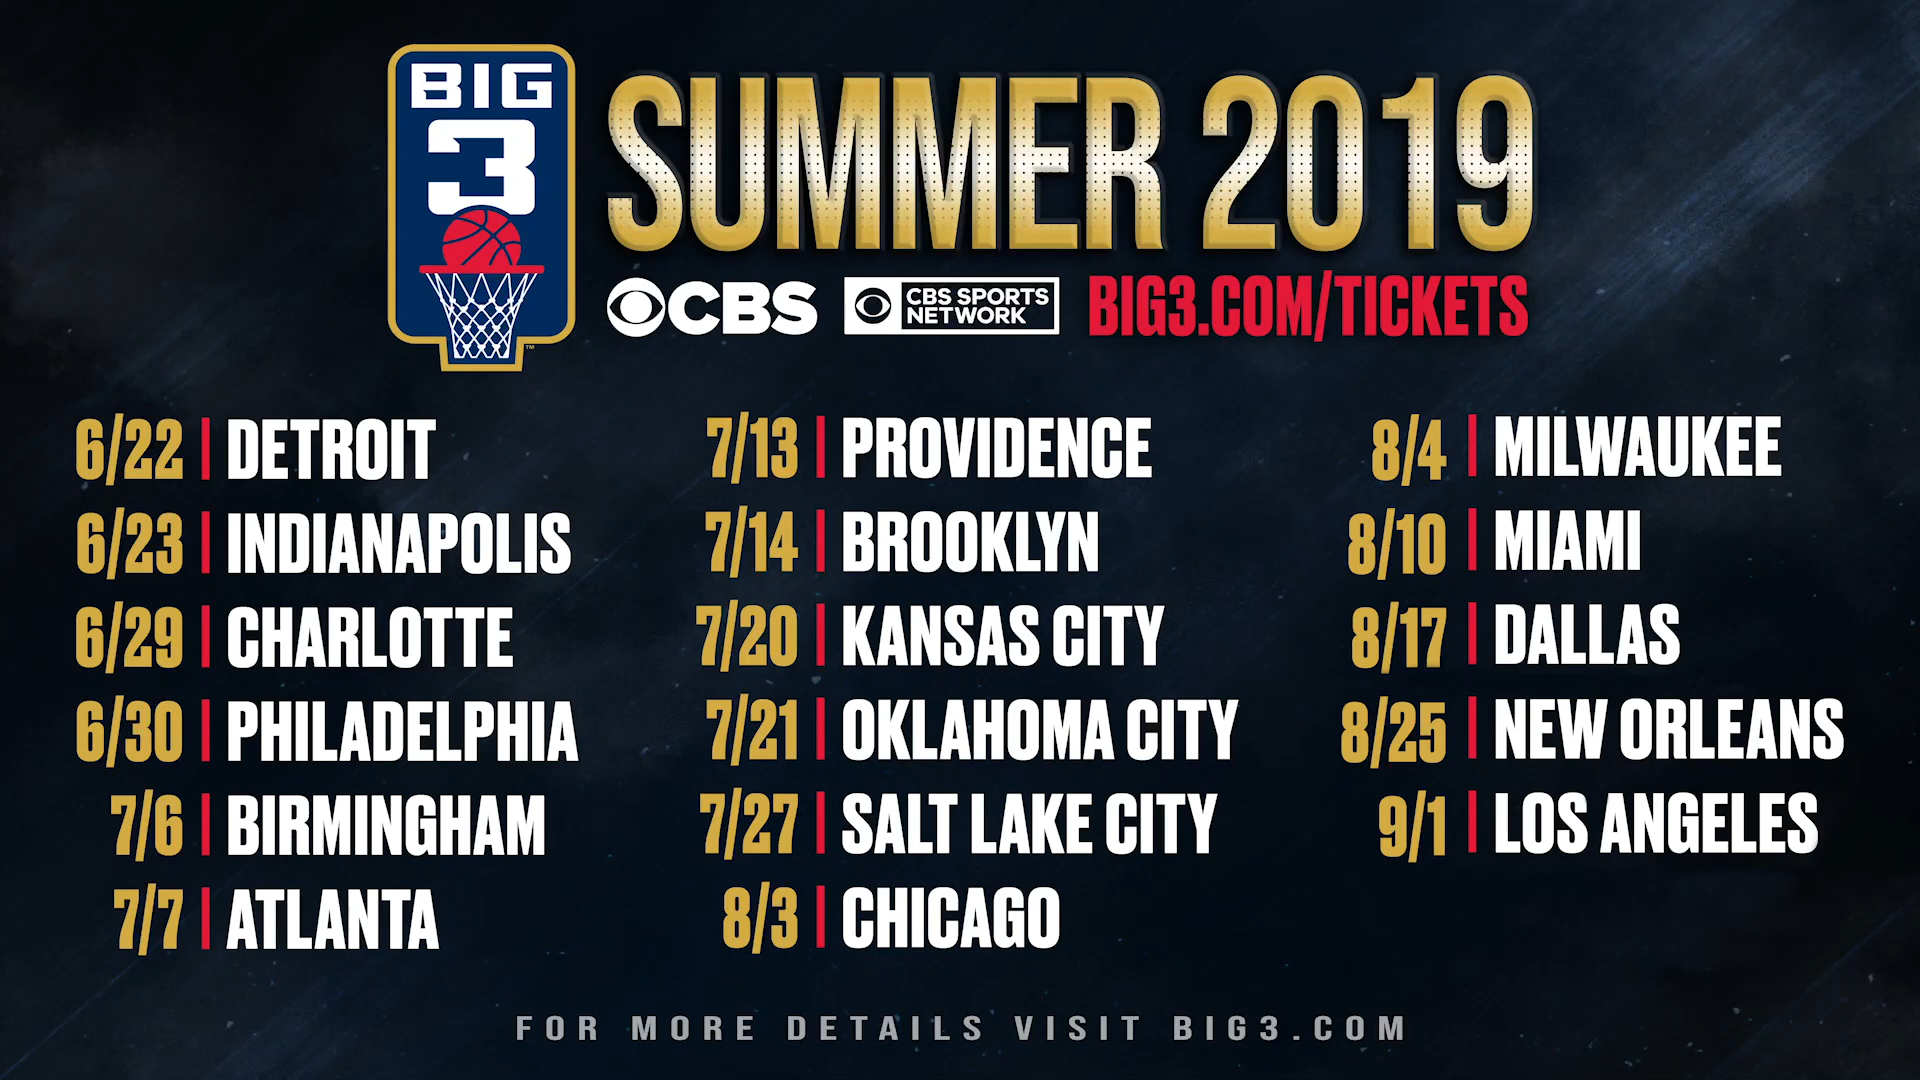 BIG
3
™
SUMMER 2019
CBS
CBS SPORTS
NETWORK
BIG3.COM/TICKETS
6/22 | DETROIT
6/23 | INDIANAPOLIS
6/29 | CHARLOTTE
6/30 | PHILADELPHIA
7/6 | BIRMINGHAM
7/7 | ATLANTA
7/13 | PROVIDENCE
7/14 | BROOKLYN
7/20 | KANSAS CITY
7/21 | OKLAHOMA CITY
7/27 | SALT LAKE CITY
8/3 | CHICAGO
8/4 | MILWAUKEE
8/10 | MIAMI
8/17 | DALLAS
8/25 | NEW ORLEANS
9/1 | LOS ANGELES
FOR MORE DETAILS VISIT BIG3.COM